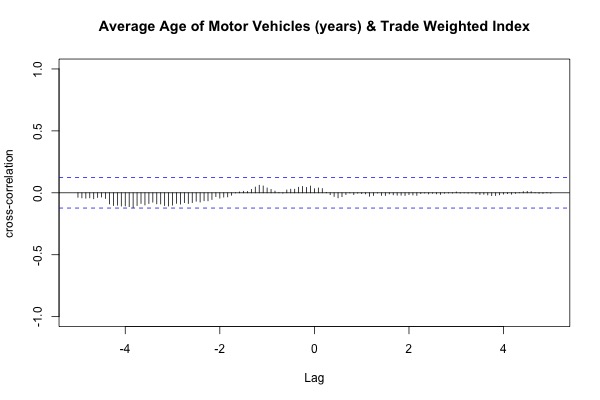 Average Age of Motor Vehicles (years) & Trade Weighted Index
1.0
0.5
0.0
-0.5
-1.0
cross-correlation
-4 -2 0 2 4
Lag